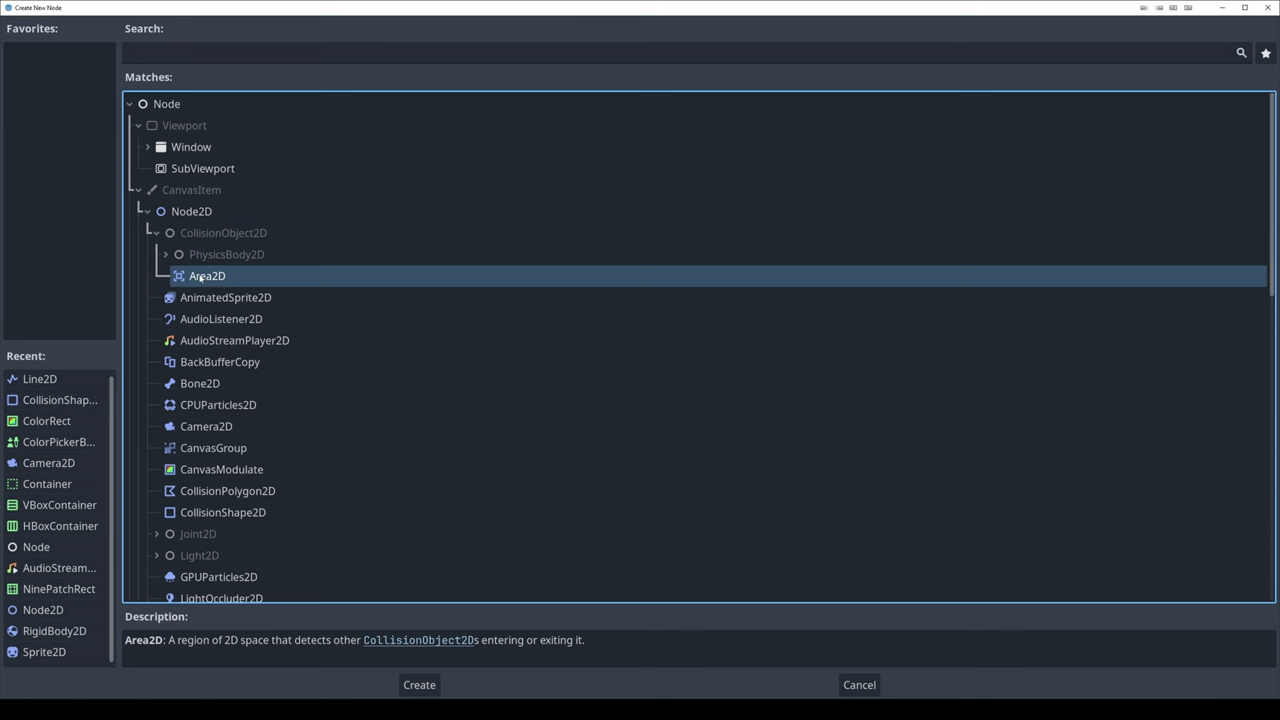 Create New Node
Favorites:
Search:
Matches:
Node
Viewport
Window
SubViewport
CanvasItem
Node2D
CollisionObject2D
PhysicsBody2D
Area2D
AnimatedSprite2D
AudioListener2D
AudioStreamPlayer2D
BackBufferCopy
Bone2D
CPUParticles2D
Camera2D
CanvasGroup
CanvasModulate
CollisionPolygon2D
CollisionShape2D
Joint2D
Light2D
GPUParticles2D
LightOccluder2D
Recent:
Line2D
CollisionShap...
ColorRect
ColorPickerB...
Camera2D
Container
VBoxContainer
HBoxContainer
Node
AudioStream...
NinePatchRect
Node2D
RigidBody2D
Sprite2D
Description:
Area2D: A region of 2D space that detects other CollisionObject2Ds entering or exiting it.
Create
Cancel